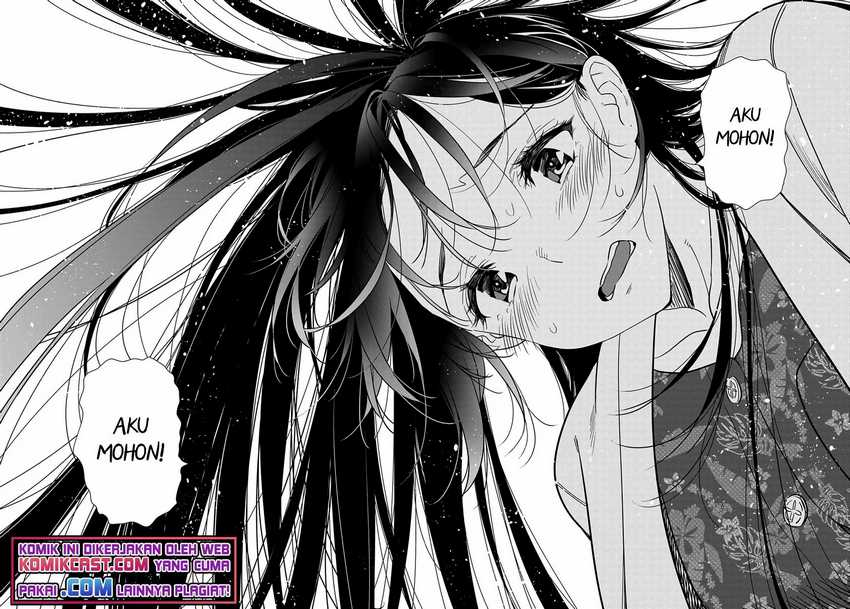 AKU
MOHON!
AKU
MOHON!
KOMIK INI DIKERJAKAN OLEH WEB
KOMIKCAST.COM YANG CUMA
PAKAI .COM LAINNYA PLAGIAT!